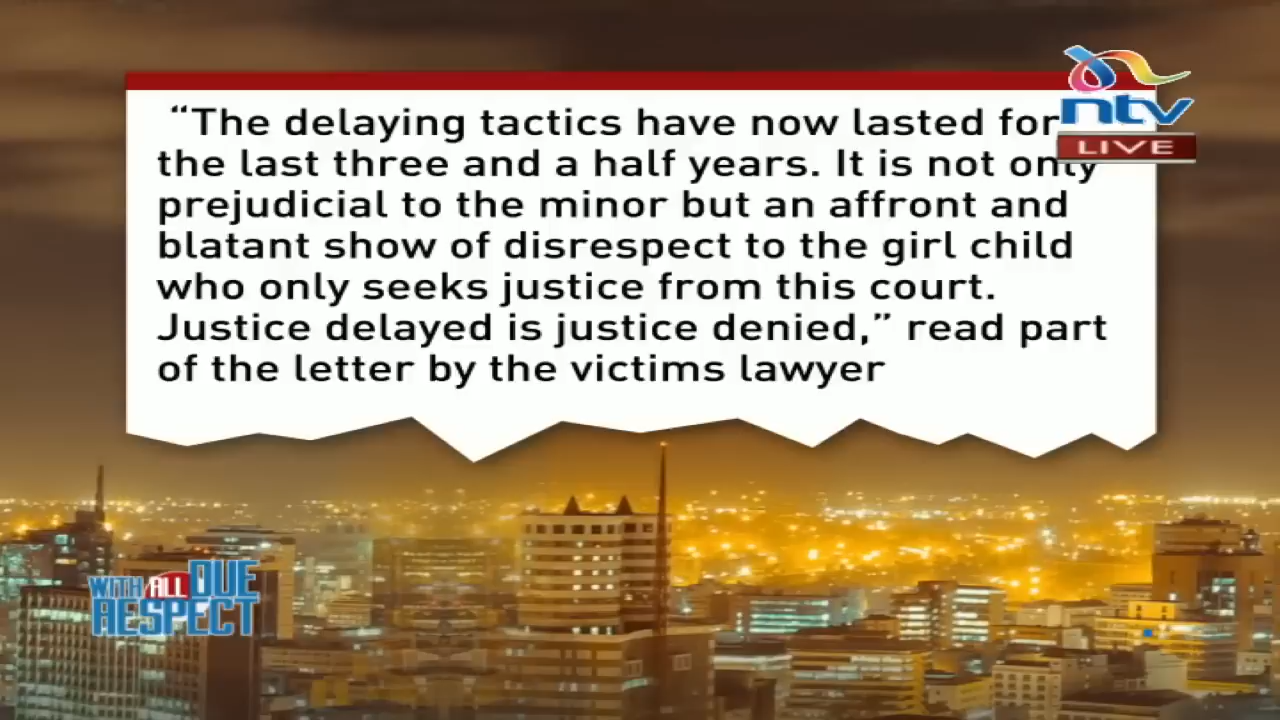 “The delaying tactics have now lasted for
the last three and a half years. It is not only
prejudicial to the minor but an affront and
blatant show of disrespect to the girl child
who only seeks justice from this court.
Justice delayed is justice denied,” read part
of the letter by the victims lawyer
ntv
LIVE
WITH ALL DUE
RESPECT